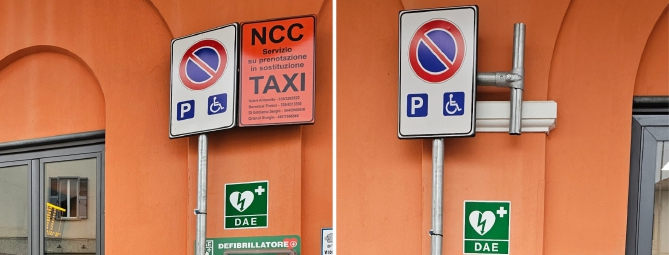 NCC
Servizio
su prenotazione
in sostituzione
TAXI
P
DAE
DEFIBRILLATORE
P
DAE